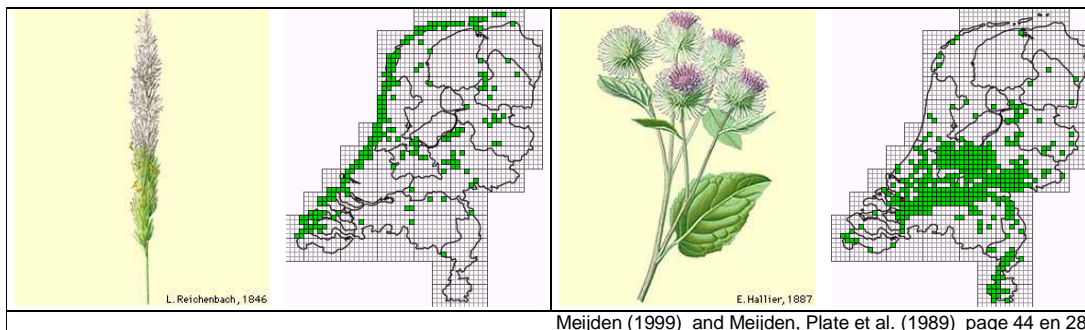 L. Reichenbach, 1846
E. Hallier, 1887
Meijden (1999) and Meijden, Plate et al. (1989) page 44 en 28